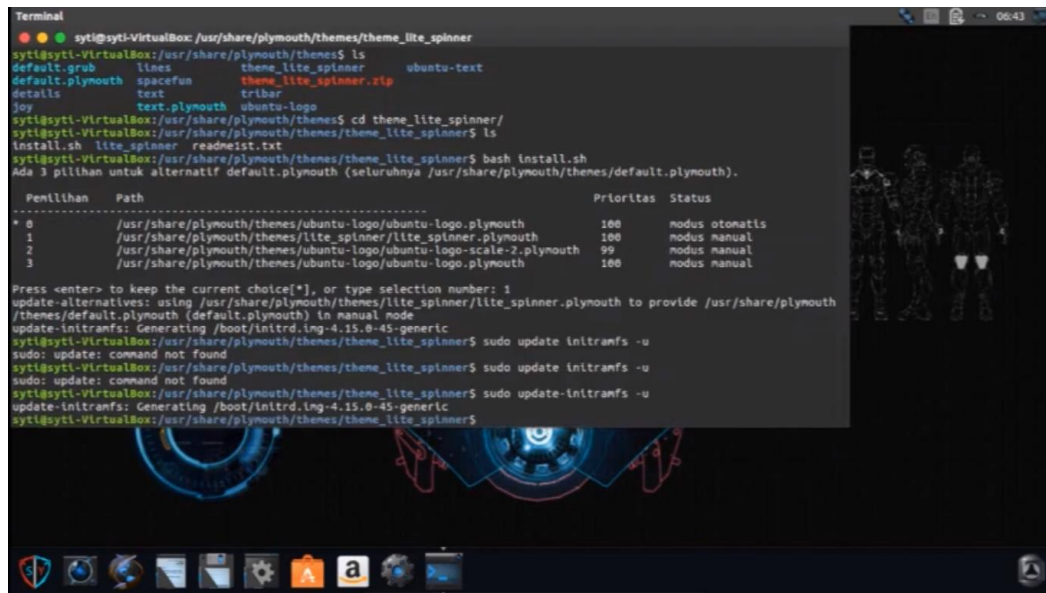 Terminal
06:43
syti@syti-VirtualBox: /usr/share/plymouth/themes/theme_lite_spinner
syti@syti-VirtualBox:/usr/share/plymouth/themes$ ls
default.grub lines theme_lite_spinner ubuntu-text
default.plymouth spacefun theme_lite_spinner.zip
details text tribar
joy text.plymouth ubuntu-logo
syti@syti-VirtualBox:/usr/share/plymouth/themes$ cd theme_lite_spinner/
syti@syti-VirtualBox:/usr/share/plymouth/themes/theme_lite_spinner$ ls
install.sh lite_spinner readme1st.txt
syti@syti-VirtualBox:/usr/share/plymouth/themes/theme_lite_spinner$ bash install.sh
Ada 3 pilihan untuk alternatif default.plymouth (seluruhnya /usr/share/plymouth/themes/default.plymouth).
Pemilihan Path Prioritas Status
------------------------------------------------------------
* 0 /usr/share/plymouth/themes/ubuntu-logo/ubuntu-logo.plymouth 100 modus otomatis
1 /usr/share/plymouth/themes/lite_spinner/lite_spinner.plymouth 100 modus manual
2 /usr/share/plymouth/themes/ubuntu-logo/ubuntu-logo-scale-2.plymouth 99 modus manual
3 /usr/share/plymouth/themes/ubuntu-logo/ubuntu-logo.plymouth 100 modus manual
Press <enter> to keep the current choice[*], or type selection number: 1
update-alternatives: using /usr/share/plymouth/themes/lite_spinner/lite_spinner.plymouth to provide /usr/share/plymouth
/themes/default.plymouth (default.plymouth) in manual mode
update-initramfs: Generating /boot/initrd.img-4.15.0-45-generic
syti@syti-VirtualBox:/usr/share/plymouth/themes/theme_lite_spinner$ sudo update initramfs -u
sudo: update: command not found
syti@syti-VirtualBox:/usr/share/plymouth/themes/theme_lite_spinner$ sudo update initramfs -u
sudo: update: command not found
syti@syti-VirtualBox:/usr/share/plymouth/themes/theme_lite_spinner$ sudo update-initramfs -u
update-initramfs: Generating /boot/initrd.img-4.15.0-45-generic
syti@syti-VirtualBox:/usr/share/plymouth/themes/theme_lite_spinner$
S Y
a